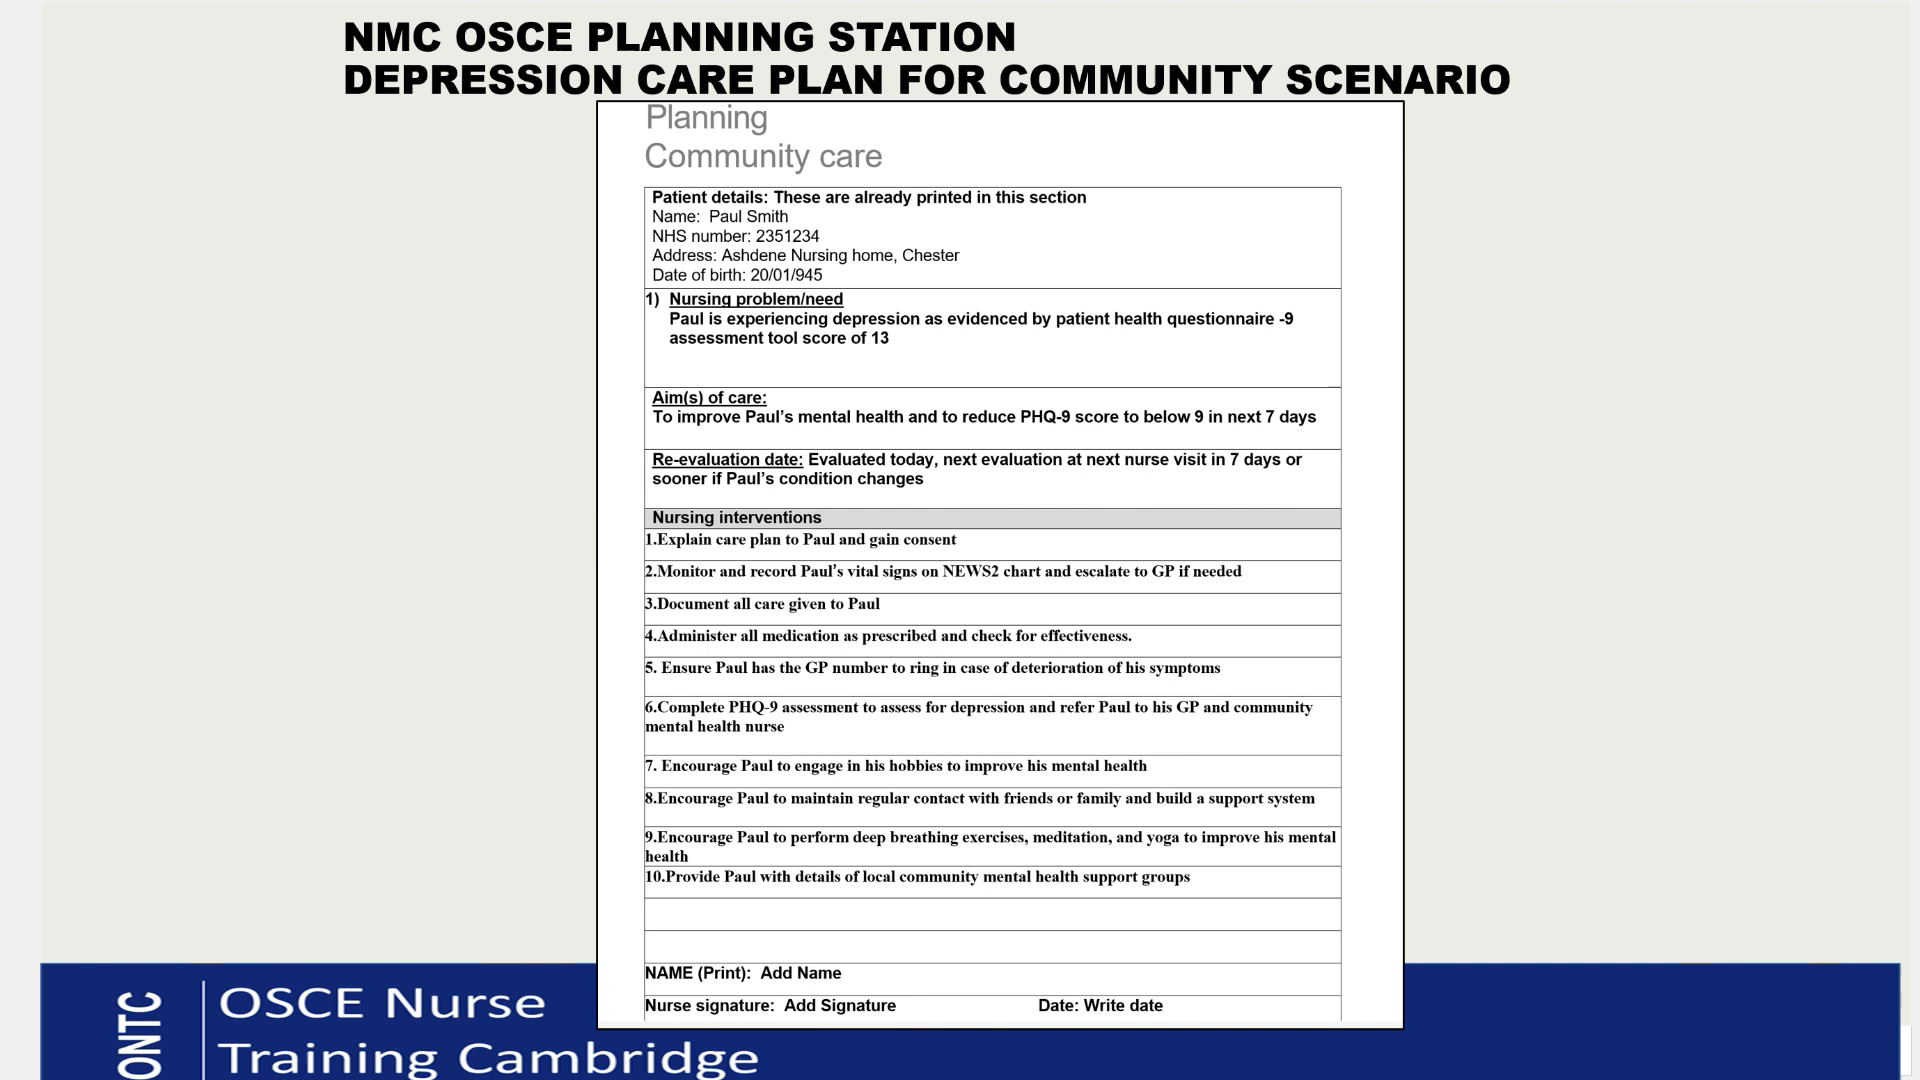 NMC OSCE PLANNING STATION
DEPRESSION CARE PLAN FOR COMMUNITY SCENARIO
Planning
Community care
Patient details: These are already printed in this section
Name:  Paul Smith
NHS number: 2351234
Address: Ashdene Nursing home, Chester
Date of birth: 20/01/945
1) Nursing problem/need
Paul is experiencing depression as evidenced by patient health questionnaire -9
assessment tool score of 13
Aim(s) of care:
To improve Paul’s mental health and to reduce PHQ-9 score to below 9 in next 7 days
Re-evaluation date: Evaluated today, next evaluation at next nurse visit in 7 days or
sooner if Paul’s condition changes
Nursing interventions
1.Explain care plan to Paul and gain consent
2.Monitor and record Paul’s vital signs on NEWS2 chart and escalate to GP if needed
3.Document all care given to Paul
4.Administer all medication as prescribed and check for effectiveness.
5. Ensure Paul has the GP number to ring in case of deterioration of his symptoms
6.Complete PHQ-9 assessment to assess for depression and refer Paul to his GP and community
mental health nurse
7. Encourage Paul to engage in his hobbies to improve his mental health
8.Encourage Paul to maintain regular contact with friends or family and build a support system
9.Encourage Paul to perform deep breathing exercises, meditation, and yoga to improve his mental
health
10.Provide Paul with details of local community mental health support groups
NAME (Print):  Add Name
Nurse signature:  Add Signature Date: Write date
ONTC
OSCE Nurse
Training Cambridge